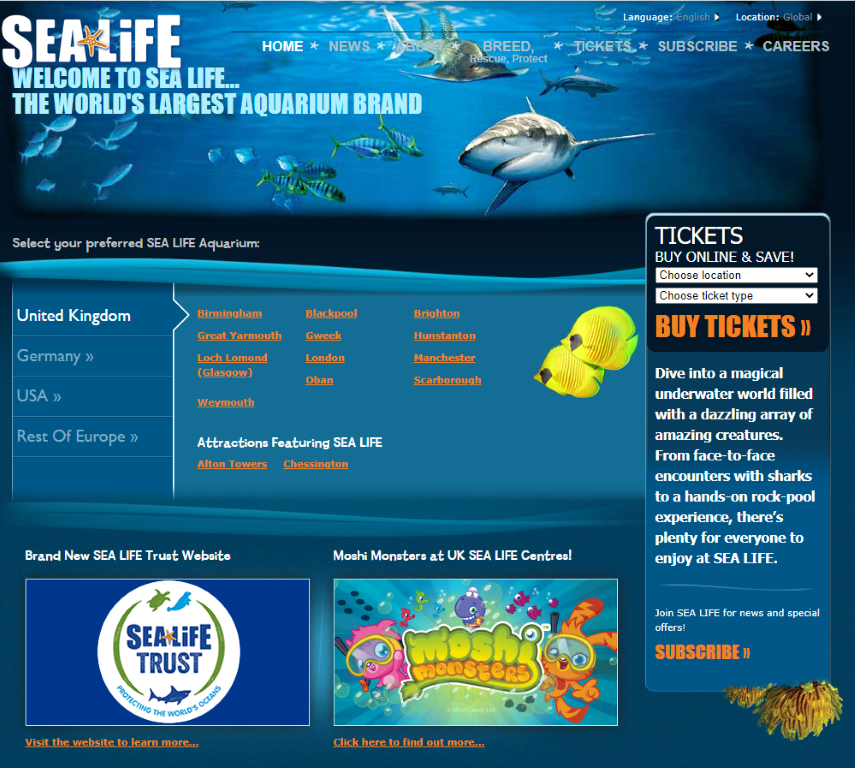 Language: English Location: Global
SEA LiFE
HOME NEWS ABOUT BREED, Rescue, Protect TICKETS SUBSCRIBE CAREERS
WELCOME TO SEA LIFE...
THE WORLD'S LARGEST AQUARIUM BRAND
Select your preferred SEA LIFE Aquarium:
United Kingdom
Germany »
USA »
Rest Of Europe »
Birmingham Blackpool Brighton
Great Yarmouth Gweek Hunstanton
Loch Lomond (Glasgow) London Manchester
Oban Scarborough
Weymouth
Attractions Featuring SEA LIFE
Alton Towers Chessington
TICKETS
BUY ONLINE & SAVE!
Choose location
Choose ticket type
BUY TICKETS »
Dive into a magical
underwater world filled
with a dazzling array of
amazing creatures.
From face-to-face
encounters with sharks
to a hands-on rock-pool
experience, there's
plenty for everyone to
enjoy at SEA LIFE.
Join SEA LIFE for news and special
offers!
SUBSCRIBE »
Brand New SEA LIFE Trust Website
SEA LiFE
TRUST
PROTECTING THE WORLD'S OCEANS
Visit the website to learn more...
Moshi Monsters at UK SEA LIFE Centres!
moshi
monsters
TM
© Mind Candy Ltd.
Click here to find out more...